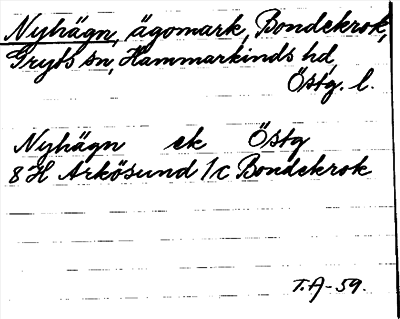 Nyhägn, ägomark, Bondekrok,
Gryts sn, Hammarkinds hd,
Östg. l.
Nyhägn ek Östg
8 H Arkösund 1c Bondekrok
T.A-59.